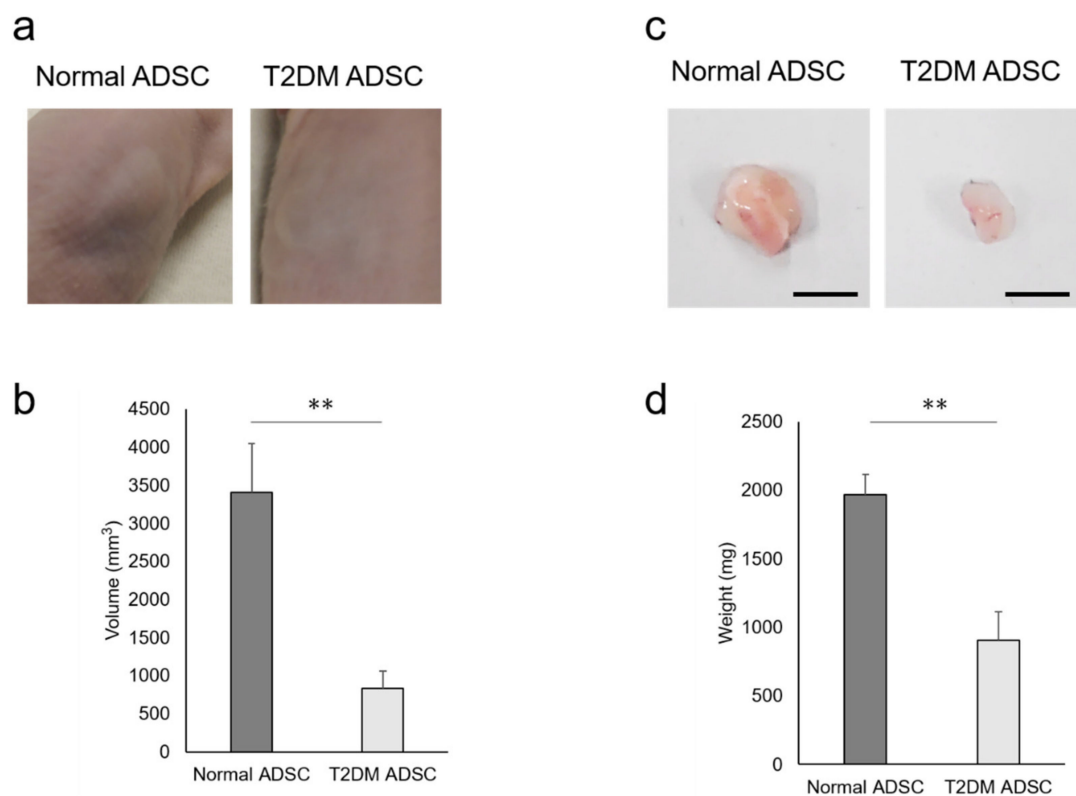 a
Normal ADSC T2DM ADSC
c
Normal ADSC T2DM ADSC
b
4500
4000
3500
3000
2500
2000
1500
1000
500
0
Volume (mm³)
**
Normal ADSC T2DM ADSC
d
2500
2000
1500
1000
500
0
Weight (mg)
**
Normal ADSC T2DM ADSC